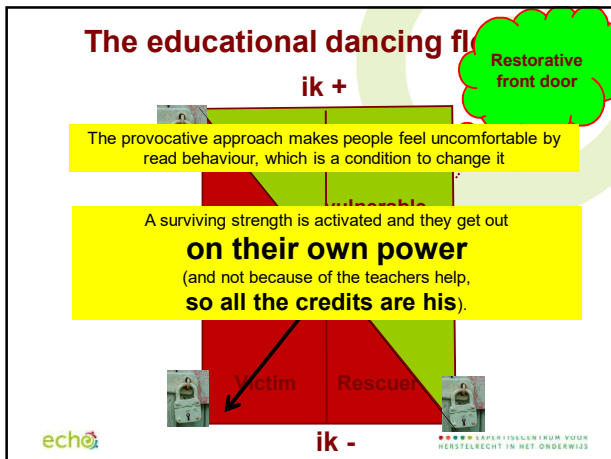 The educational dancing fl
Restorative
front door
ik +
The provocative approach makes people feel uncomfortable by
read behaviour, which is a condition to change it
vulnerable
A surviving strength is activated and they get out
on their own power
(and not because of the teachers help,
so all the credits are his).
Victim Rescuer
ik -
echo
EXPERTISECENTRUM VOOR
HERSTELRECHT IN HET ONDERWIJS